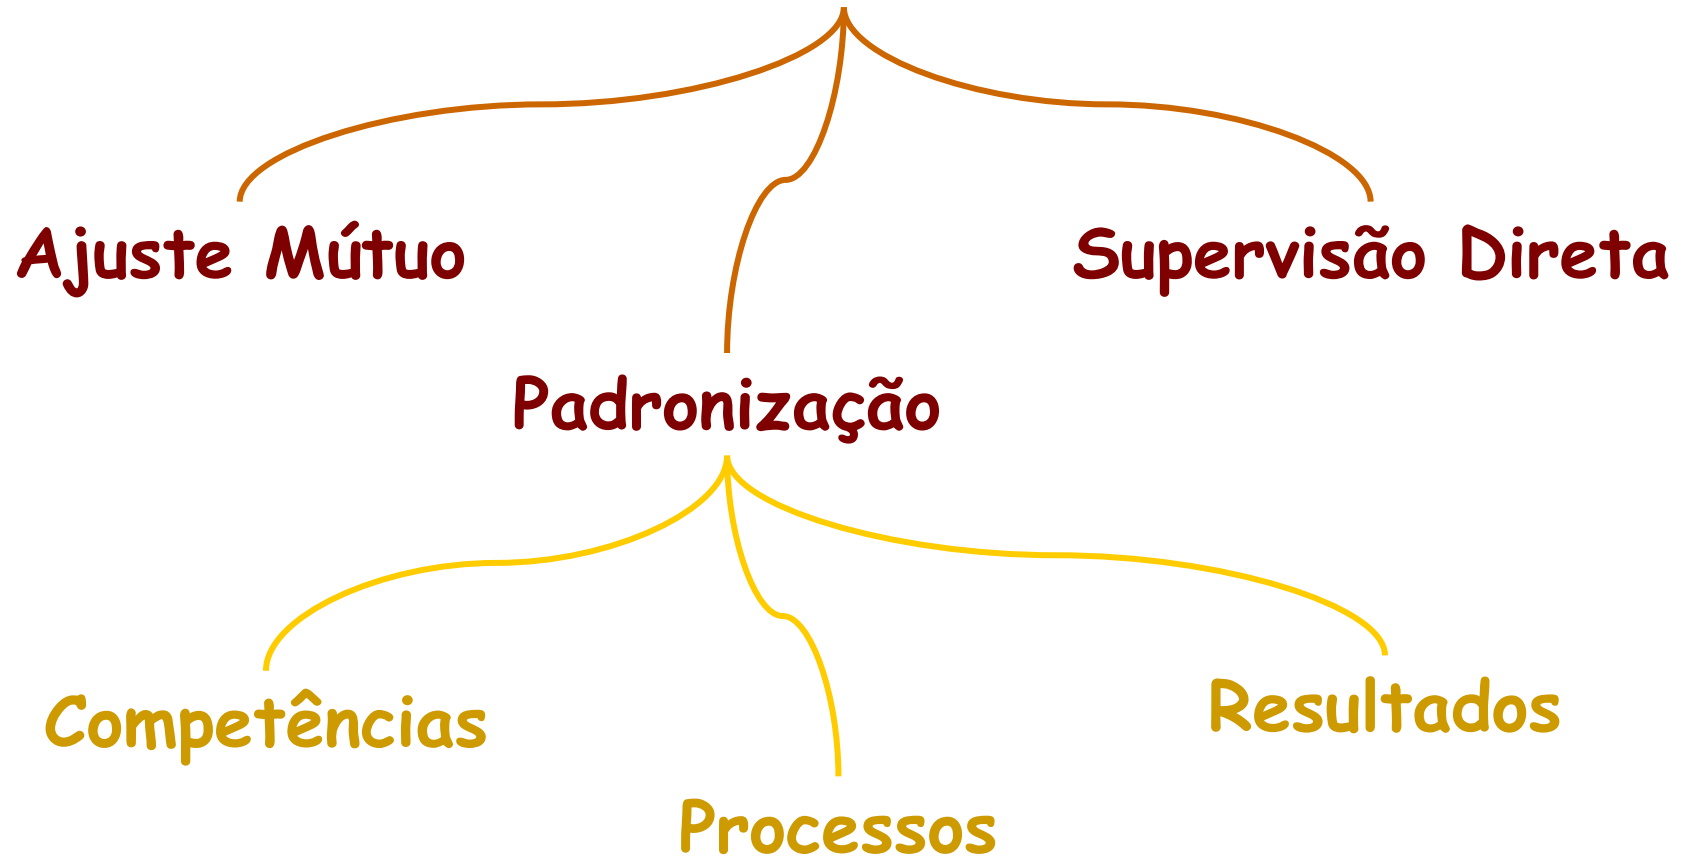 Ajuste Mútuo
Supervisão Direta
Padronização
Competências
Resultados
Processos